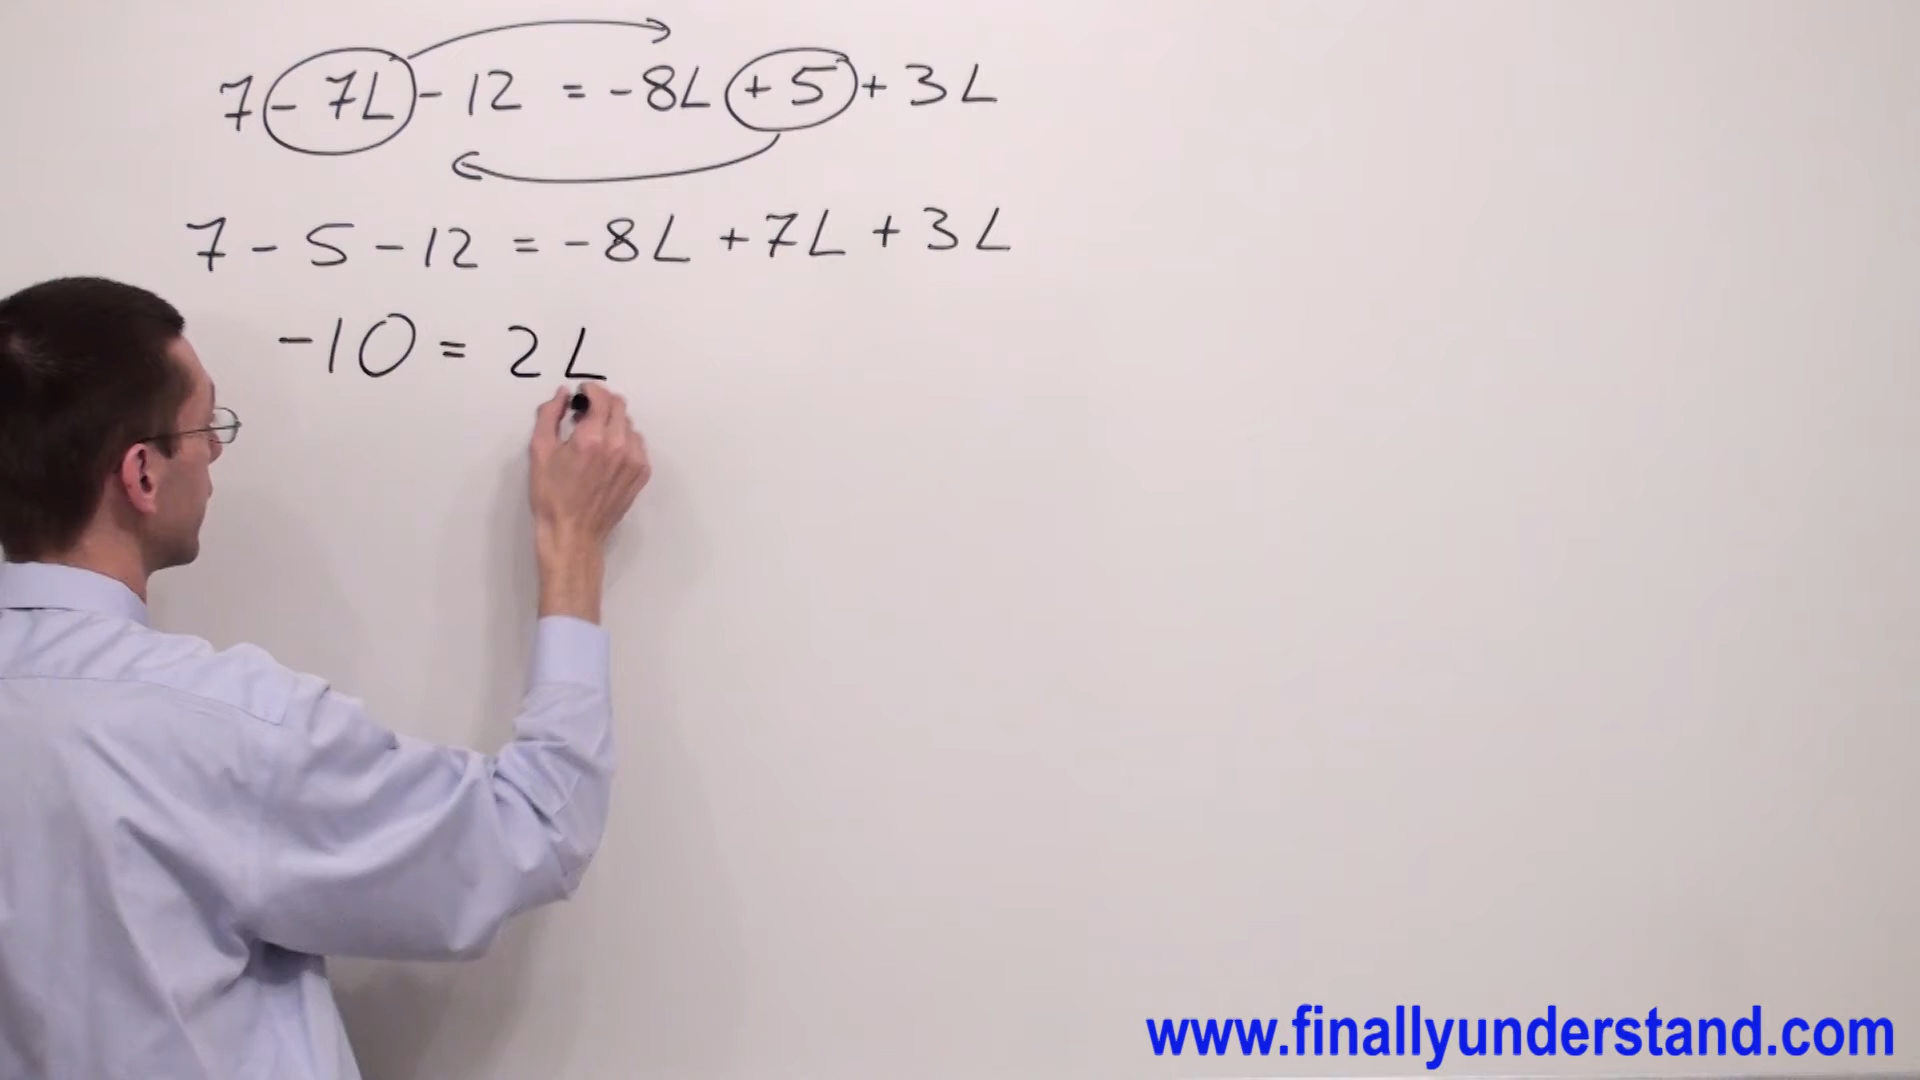 7 - 7L - 12 = -8L + 5 + 3L
7 - 5 - 12 = -8L + 7L + 3L
-10 = 2L
www.finallyunderstand.com